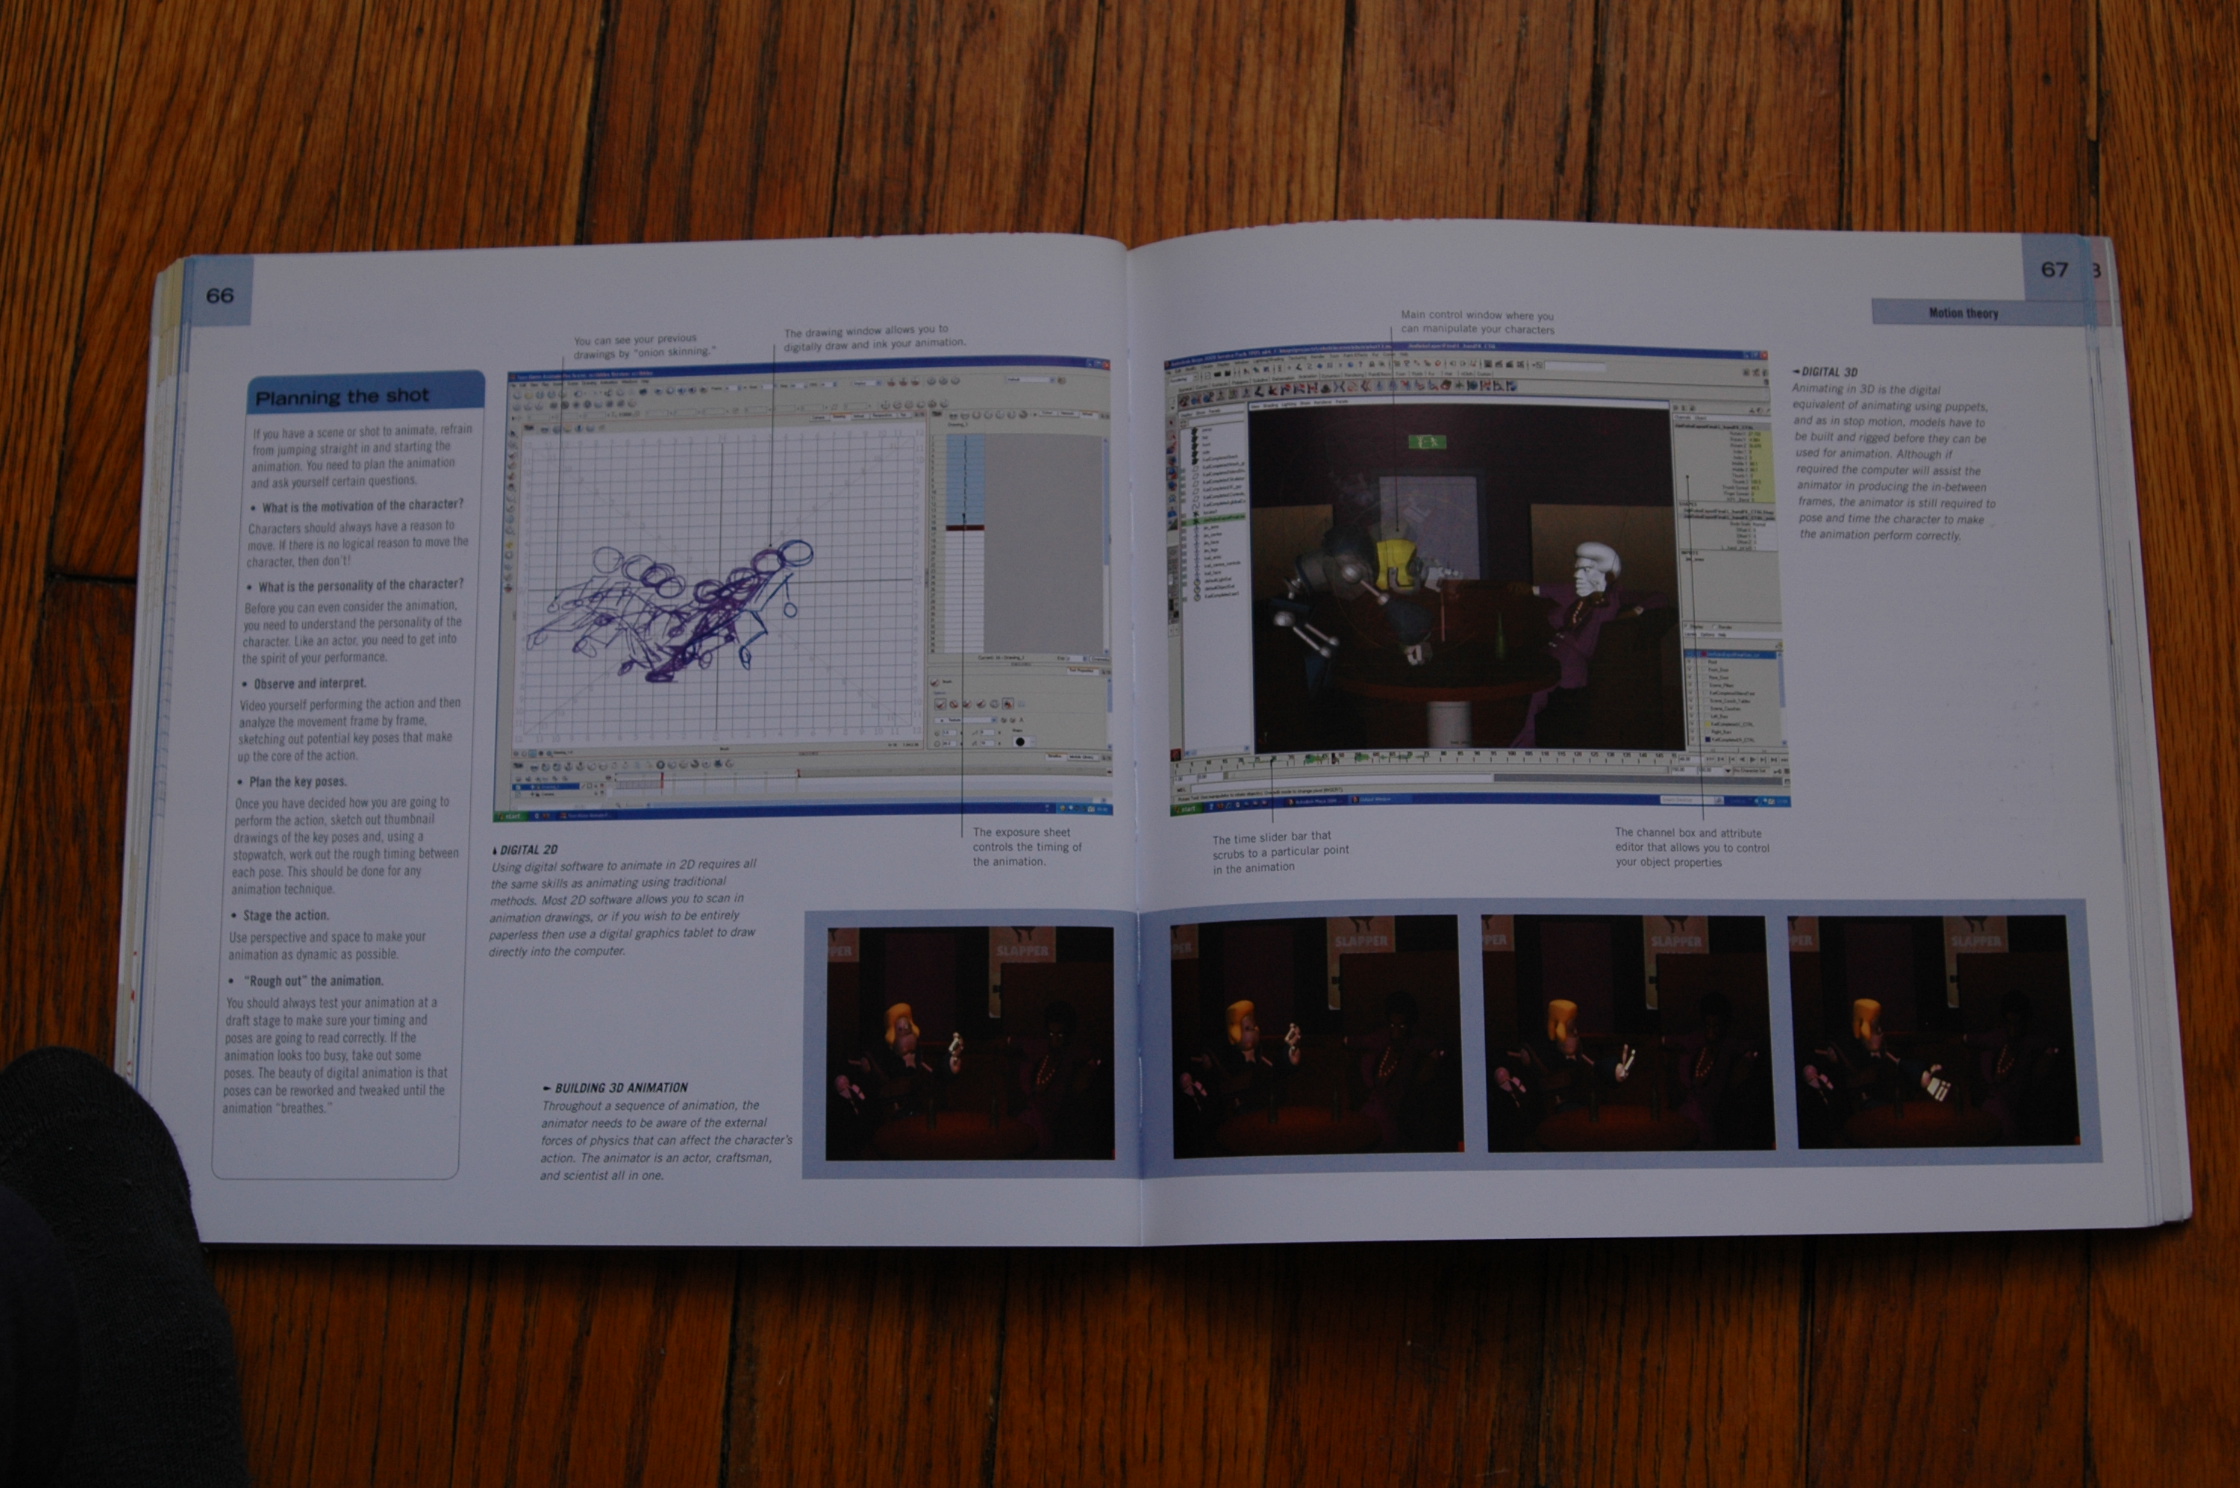 66
Planning the shot
If you have a scene or shot to animate, refrain
from jumping straight in and starting the
animation. You need to plan the animation
and ask yourself certain questions.
• What is the motivation of the character?
Characters should always have a reason to
move. If there is no logical reason to move the
character, then don't!
• What is the personality of the character?
Before you can even consider the animation,
you need to understand the personality of the
character. Like an actor, you need to get into
the spirit of your performance.
• Observe and interpret.
Video yourself performing the action and then
analyze the movement frame by frame,
sketching out potential key poses that make
up the core of the action.
• Plan the key poses.
Once you have decided how you are going to
perform the action, sketch out thumbnail
drawings of the key poses and, using a
stopwatch, work out the rough timing between
each pose. This should be done for any
animation technique.
• Stage the action.
Use perspective and space to make your
animation as dynamic as possible.
• "Rough out" the animation.
You should always test your animation at a
draft stage to make sure your timing and
poses are going to read correctly. If the
animation looks too busy, take out some
poses. The beauty of digital animation is that
poses can be reworked and tweaked until the
animation "breathes."
You can see your previous
drawings by "onion skinning."
The drawing window allows you to
digitally draw and ink your animation.
The exposure sheet
controls the timing of
the animation.
DIGITAL 2D
Using digital software to animate in 2D requires all
the same skills as animating using traditional
methods. Most 2D software allows you to scan in
animation drawings, or if you wish to be entirely
paperless then use a digital graphics tablet to draw
directly into the computer.
BUILDING 3D ANIMATION
Throughout a sequence of animation, the
animator needs to be aware of the external
forces of physics that can affect the character's
action. The animator is an actor, craftsman,
and scientist all in one.
67
Motion theory
Main control window where you
can manipulate your characters
DIGITAL 3D
Animating in 3D is the digital
equivalent of animating using puppets,
and as in stop motion, models have to
be built and rigged before they can be
used for animation. Although if
required the computer will assist the
animator in producing the in-between
frames, the animator is still required to
pose and time the character to make
the animation perform correctly.
The time slider bar that
scrubs to a particular point
in the animation
The channel box and attribute
editor that allows you to control
your object properties
SLAPPER
SLAPPER
SLAPPER
SLAPPER